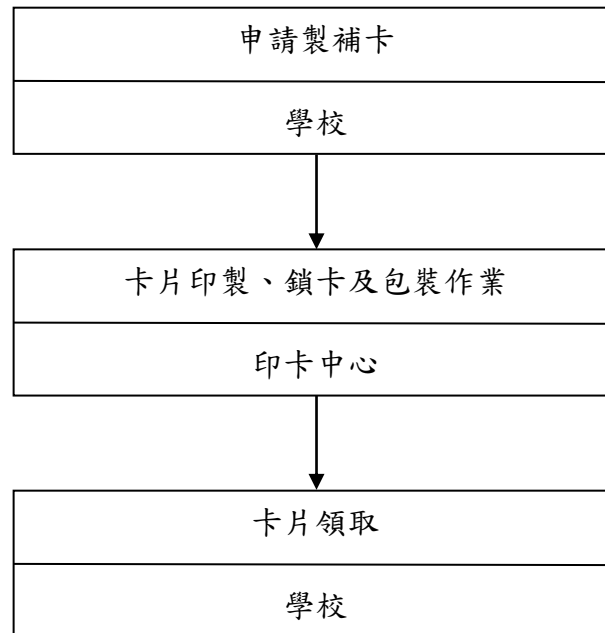 申請製補卡
學校
卡片印製、鎖卡及包裝作業
印卡中心
卡片領取
學校